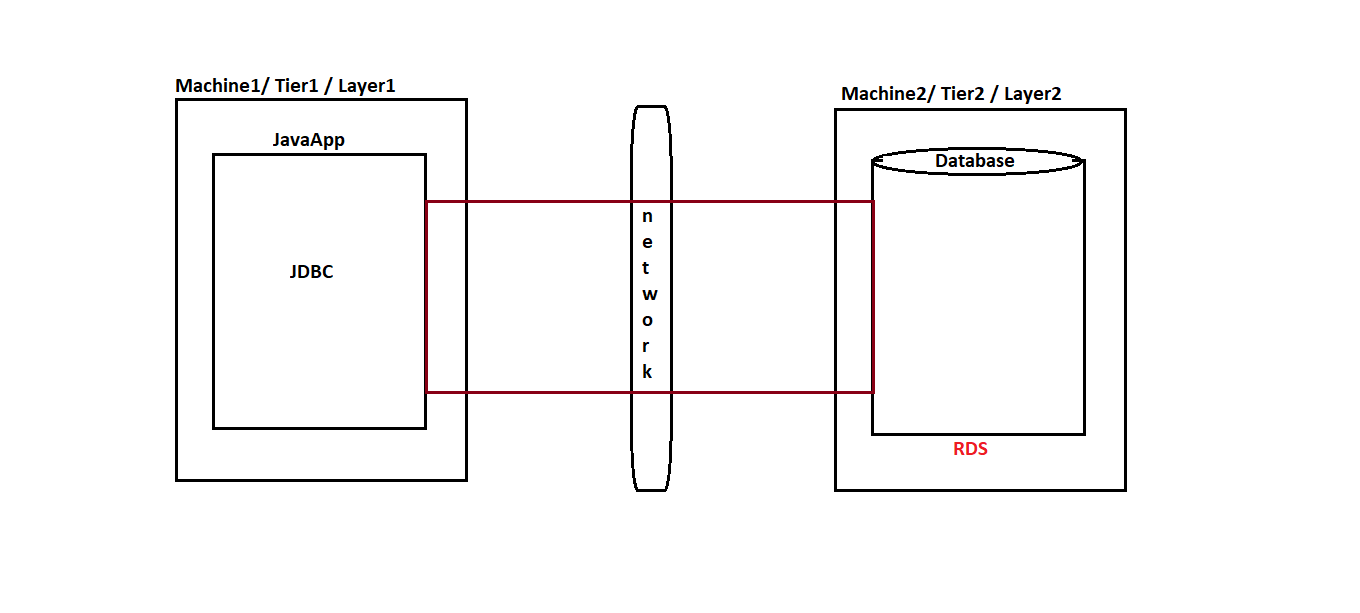 Machine1/ Tier1 / Layer1
JavaApp
JDBC
n
e
t
w
o
r
k
Machine2/ Tier2 / Layer2
Database
RDS